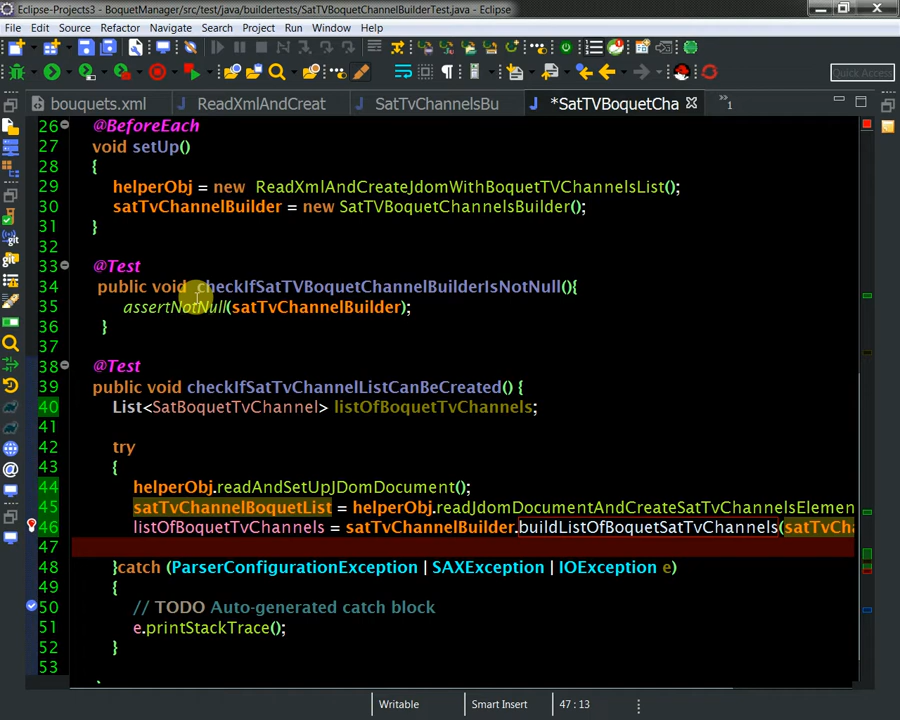 Eclipse-Projects3 - BoquetManager/src/test/java/buildertests/SatTVBoquetChannelBuilderTest.java - Eclipse
File Edit Source Refactor Navigate Search Project Run Window Help
Quick Access
bouquets.xml ReadXmlAndCreat SatTvChannelsBu *SatTVBoquetCha 1
26 @BeforeEach
27 void setUp()
28 {
29 helperObj = new ReadXmlAndCreateJdomWithBoquetTVChannelsList();
30 satTvChannelBuilder = new SatTVBoquetChannelsBuilder();
31 }
32
33 @Test
34 public void checkIfSatTVBoquetChannelBuilderIsNotNull(){
35 assertNotNull(satTvChannelBuilder);
36 }
37
38 @Test
39 public void checkIfSatTvChannelListCanBeCreated() {
40 List<SatBoquetTvChannel> listOfBoquetTvChannels;
41
42 try
43 {
44 helperObj.readAndSetUpJDomDocument();
45 satTvChannelBoquetList = helperObj.readJdomDocumentAndCreateSatTvChannelsElemen
46 listOfBoquetTvChannels = satTvChannelBuilder.buildListOfBoquetSatTvChannels(satTvCha
47
48 }catch (ParserConfigurationException | SAXException | IOException e)
49 {
50 // TODO Auto-generated catch block
51 e.printStackTrace();
52 }
53
}
Writable Smart Insert 47 : 13